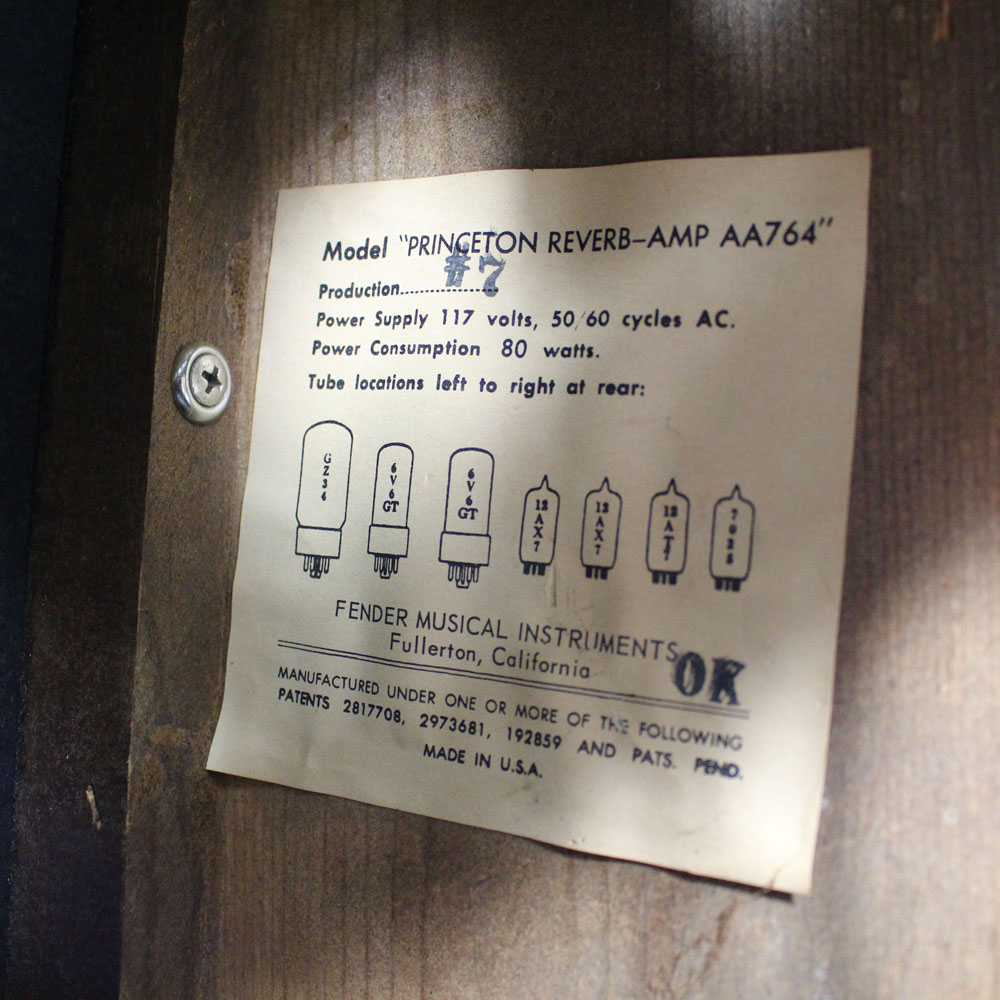 Model "PRINCETON REVERB-AMP AA764"
Production.................. #7
Power Supply 117 volts, 50/60 cycles AC.
Power Consumption 80 watts.
Tube locations left to right at rear:
GZ34 6V6GT 6V6GT 12AX7 12AX7 12AT7 7025
FENDER MUSICAL INSTRUMENTS
Fullerton, California
OK
MANUFACTURED UNDER ONE OR MORE OF THE FOLLOWING
PATENTS 2817708, 2973681, 192859 AND PATS. PEND.
MADE IN U.S.A.